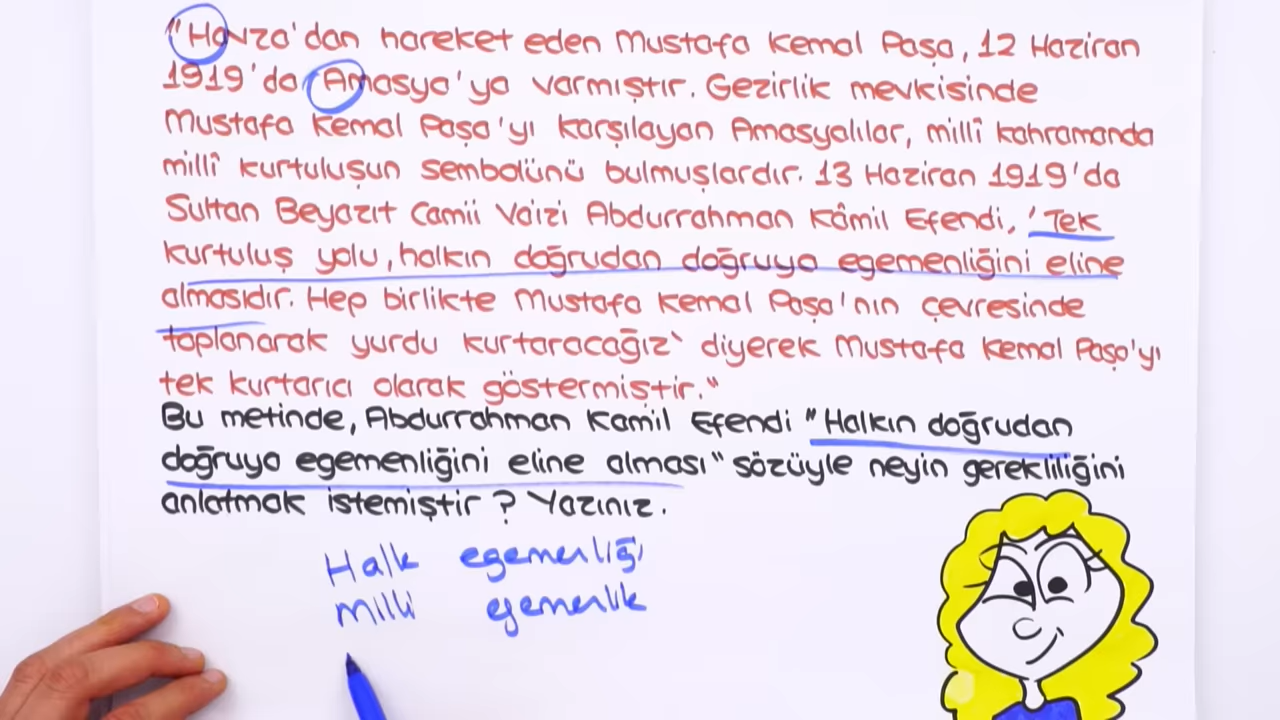 "Havza'dan hareket eden Mustafa Kemal Paşa, 12 Haziran
1919'da Amasya'ya varmıştır. Gezirlik mevkisinde
Mustafa Kemal Paşa'yı karşılayan Amasyalılar, millî kahramanda
millî kurtuluşun sembolünü bulmuşlardır. 13 Haziran 1919'da
Sultan Beyazıt Camii Vaizi Abdurrahman Kâmil Efendi, 'Tek
kurtuluş yolu, halkın doğrudan doğruya egemenliğini eline
almasıdır. Hep birlikte Mustafa Kemal Paşa'nın çevresinde
toplanarak yurdu kurtaracağız' diyerek Mustafa Kemal Paşa'yı
tek kurtarıcı olarak göstermiştir."
Bu metinde, Abdurrahman Kamil Efendi "Halkın doğrudan
doğruya egemenliğini eline alması" sözüyle neyin gerekliliğini
anlatmak istemiştir? Yazınız.
Halk egemenliği
Milli egemenlik